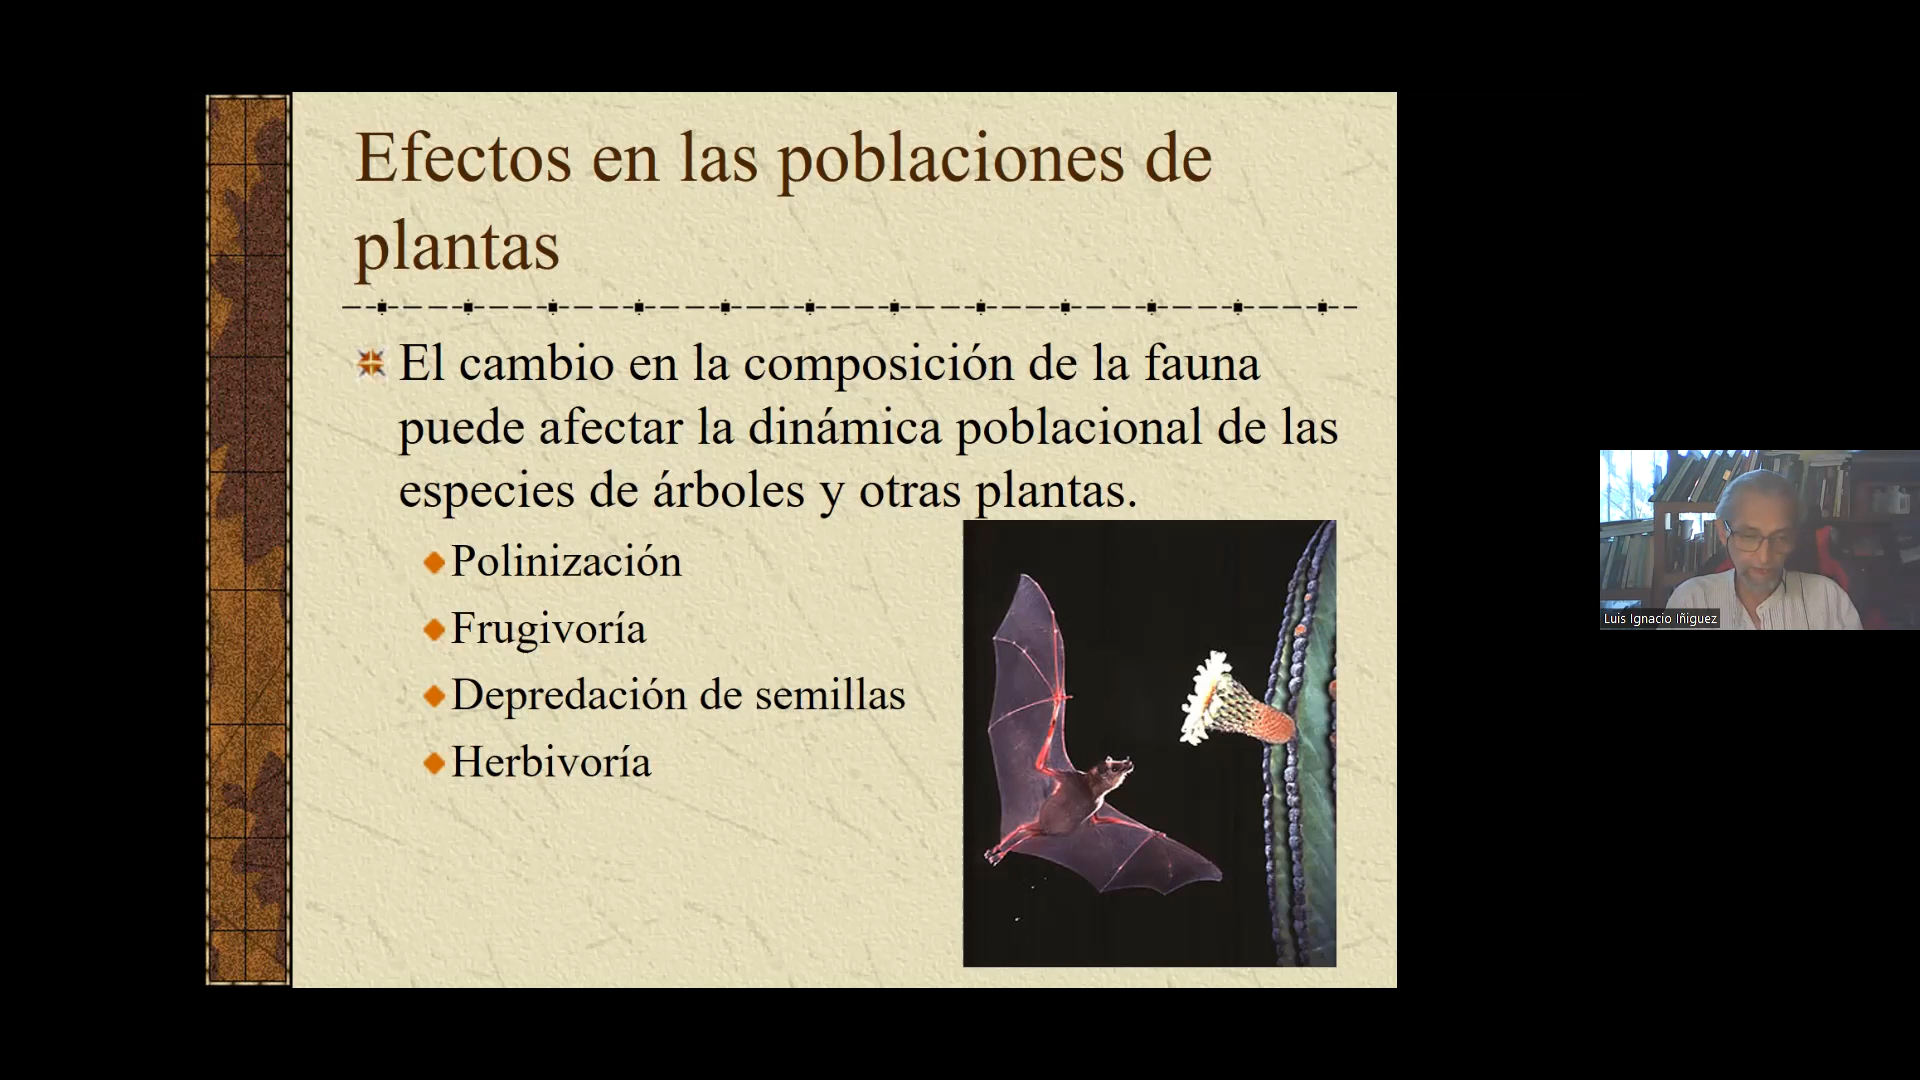 Efectos en las poblaciones de
plantas
El cambio en la composición de la fauna
puede afectar la dinámica poblacional de las
especies de árboles y otras plantas.
Polinización
Frugivoría
Depredación de semillas
Herbivoría
Luis Ignacio Iñiguez